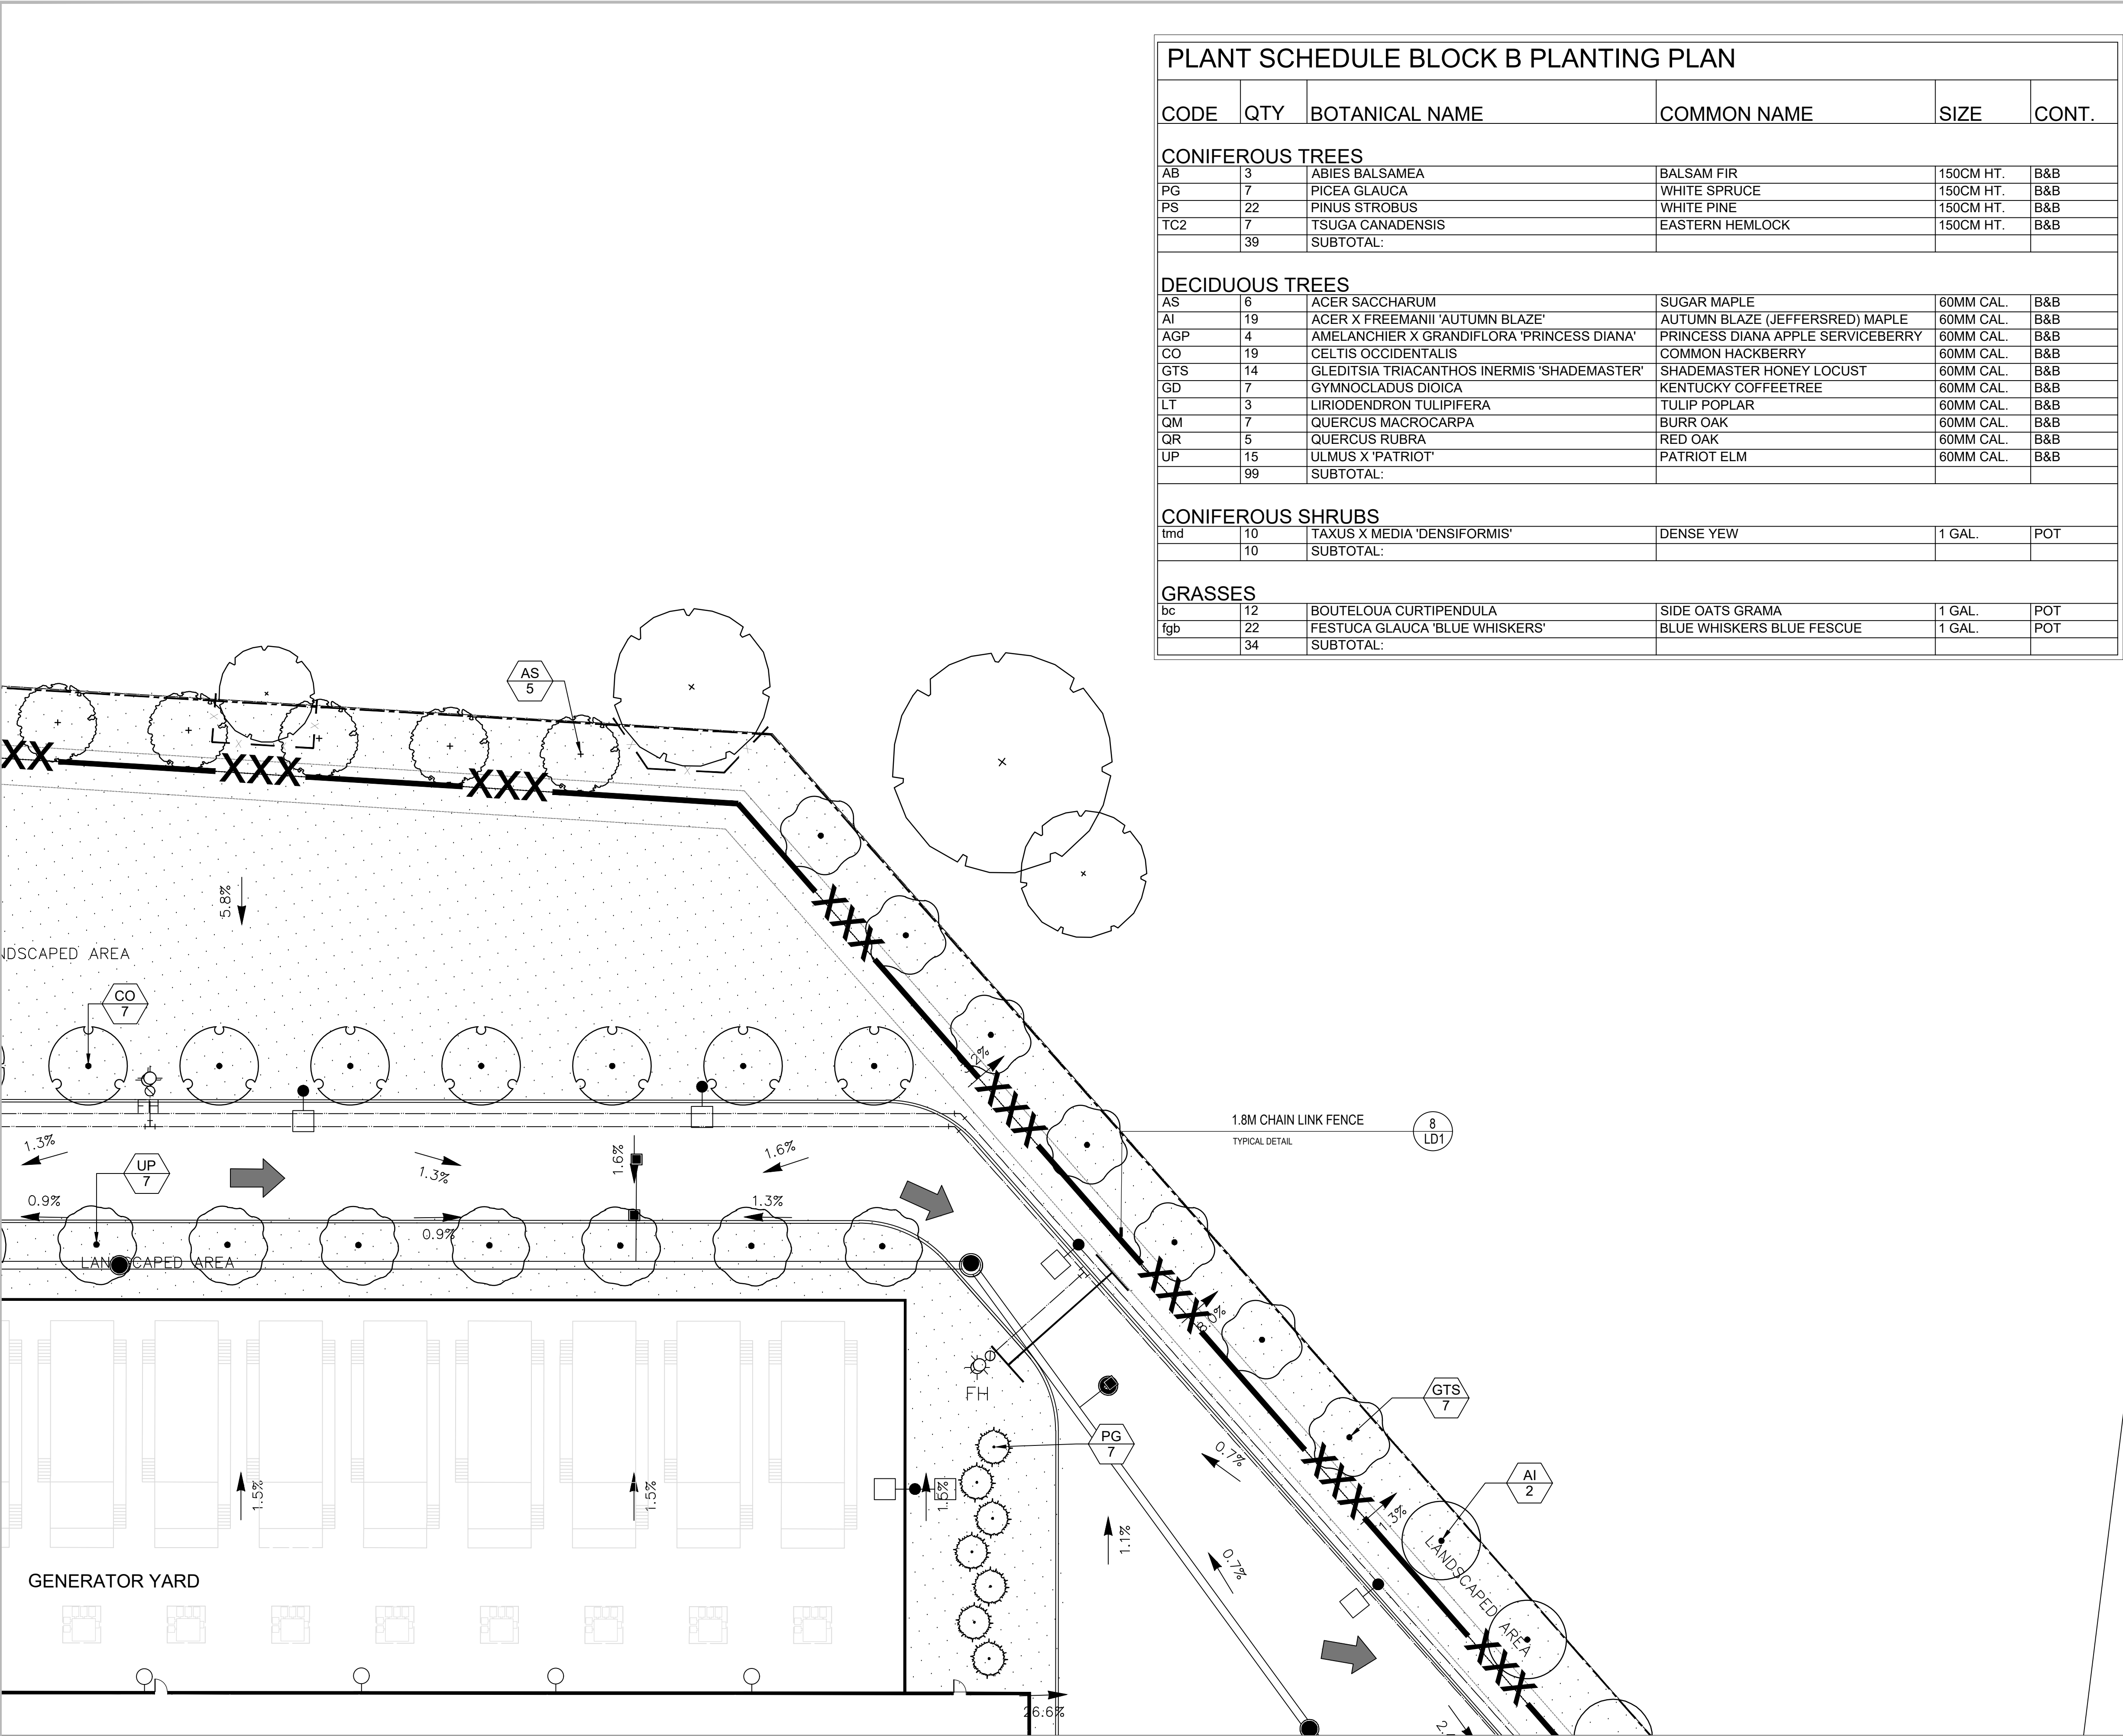 PLANT SCHEDULE BLOCK B PLANTING PLAN
CODE QTY BOTANICAL NAME COMMON NAME SIZE CONT.
CONIFEROUS TREES
AB 3 ABIES BALSAMEA BALSAM FIR 150CM HT. B&B
PG 7 PICEA GLAUCA WHITE SPRUCE 150CM HT. B&B
PS 22 PINUS STROBUS WHITE PINE 150CM HT. B&B
TC2 7 TSUGA CANADENSIS EASTERN HEMLOCK 150CM HT. B&B
39 SUBTOTAL:
DECIDUOUS TREES
AS 6 ACER SACCHARUM SUGAR MAPLE 60MM CAL. B&B
AI 19 ACER X FREEMANII 'AUTUMN BLAZE' AUTUMN BLAZE (JEFFERSRED) MAPLE 60MM CAL. B&B
AGP 4 AMELANCHIER X GRANDIFLORA 'PRINCESS DIANA' PRINCESS DIANA APPLE SERVICEBERRY 60MM CAL. B&B
CO 19 CELTIS OCCIDENTALIS COMMON HACKBERRY 60MM CAL. B&B
GTS 14 GLEDITSIA TRIACANTHOS INERMIS 'SHADEMASTER' SHADEMASTER HONEY LOCUST 60MM CAL. B&B
GD 7 GYMNOCLADUS DIOICA KENTUCKY COFFEETREE 60MM CAL. B&B
LT 3 LIRIODENDRON TULIPIFERA TULIP POPLAR 60MM CAL. B&B
QM 7 QUERCUS MACROCARPA BURR OAK 60MM CAL. B&B
QR 5 QUERCUS RUBRA RED OAK 60MM CAL. B&B
UP 15 ULMUS X 'PATRIOT' PATRIOT ELM 60MM CAL. B&B
99 SUBTOTAL:
CONIFEROUS SHRUBS
tmd 10 TAXUS X MEDIA 'DENSIFORMIS' DENSE YEW 1 GAL. POT
10 SUBTOTAL:
GRASSES
bc 12 BOUTELOUA CURTIPENDULA SIDE OATS GRAMA 1 GAL. POT
fgb 22 FESTUCA GLAUCA 'BLUE WHISKERS' BLUE WHISKERS BLUE FESCUE 1 GAL. POT
34 SUBTOTAL:
AS
5
XX
XXX
XXX
XXX
5.8%
NDSCAPED AREA
CO
7
FH
XXX
1.8M CHAIN LINK FENCE
TYPICAL DETAIL
8
LD1
1.3%
1.3%
1.6%
1.6%
UP
7
0.9%
0.9%
1.3%
LANDSCAPED AREA
XXX
FH
GTS
7
PG
7
0.7%
XXX
AI
2
1.5%
1.5%
1.5%
1.3%
1.1%
0.7%
LANDSCAPED AREA
GENERATOR YARD
XXX
26.6%